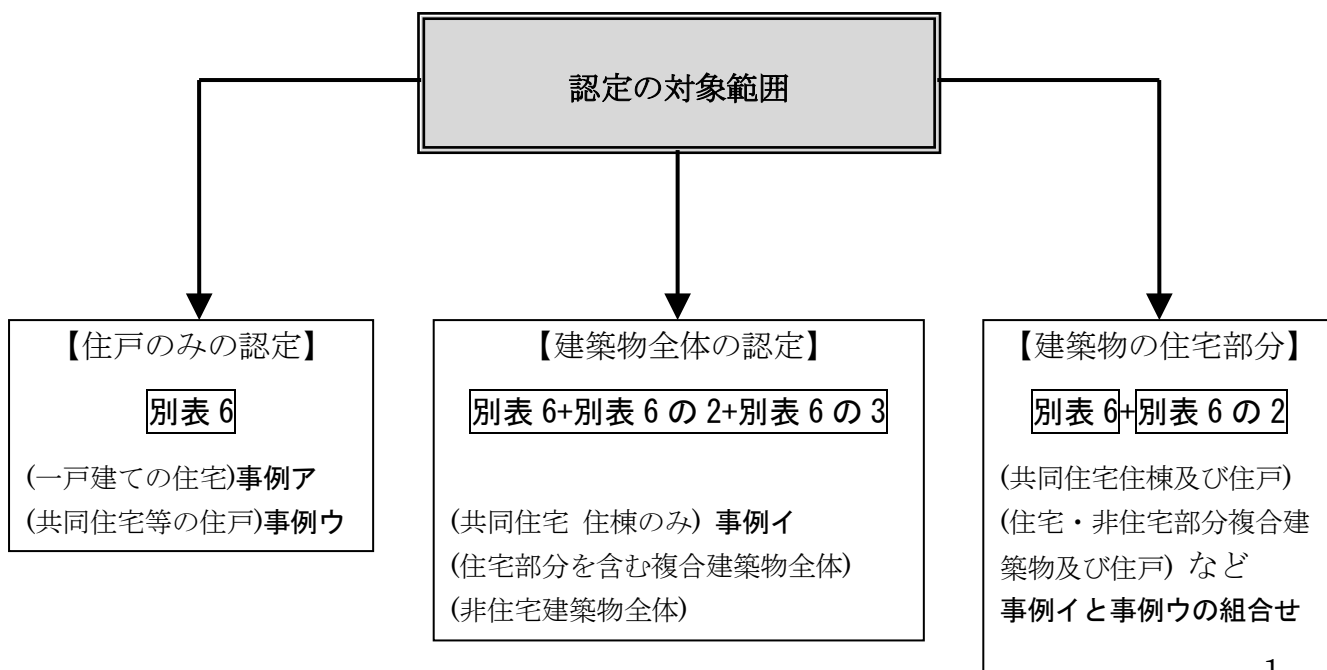 認定の対象範囲
【住戸のみの認定】
別表 6
(一戸建ての住宅)事例ア
(共同住宅等の住戸)事例ウ
【建築物全体の認定】
別表 6+別表 6 の 2+別表 6 の 3
(共同住宅 住棟のみ) 事例イ
(住宅部分を含む複合建築物全体)
(非住宅建築物全体)
【建築物の住宅部分】
別表 6+別表 6 の 2
(共同住宅住棟及び住戸)
(住宅・非住宅部分複合建
築物及び住戸) など
事例イと事例ウの組合せ
1